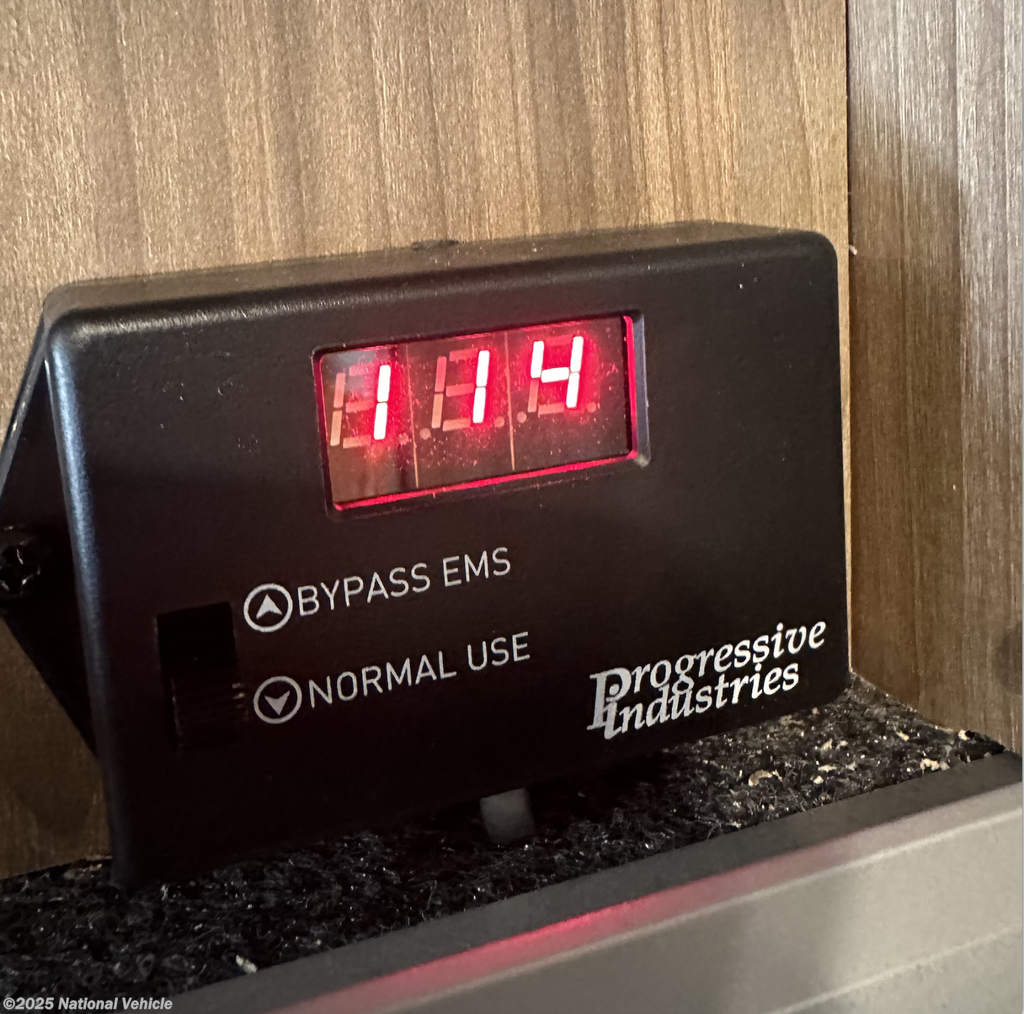 114
BYPASS EMS
NORMAL USE
Progressive
industries
©2025 National Vehicle